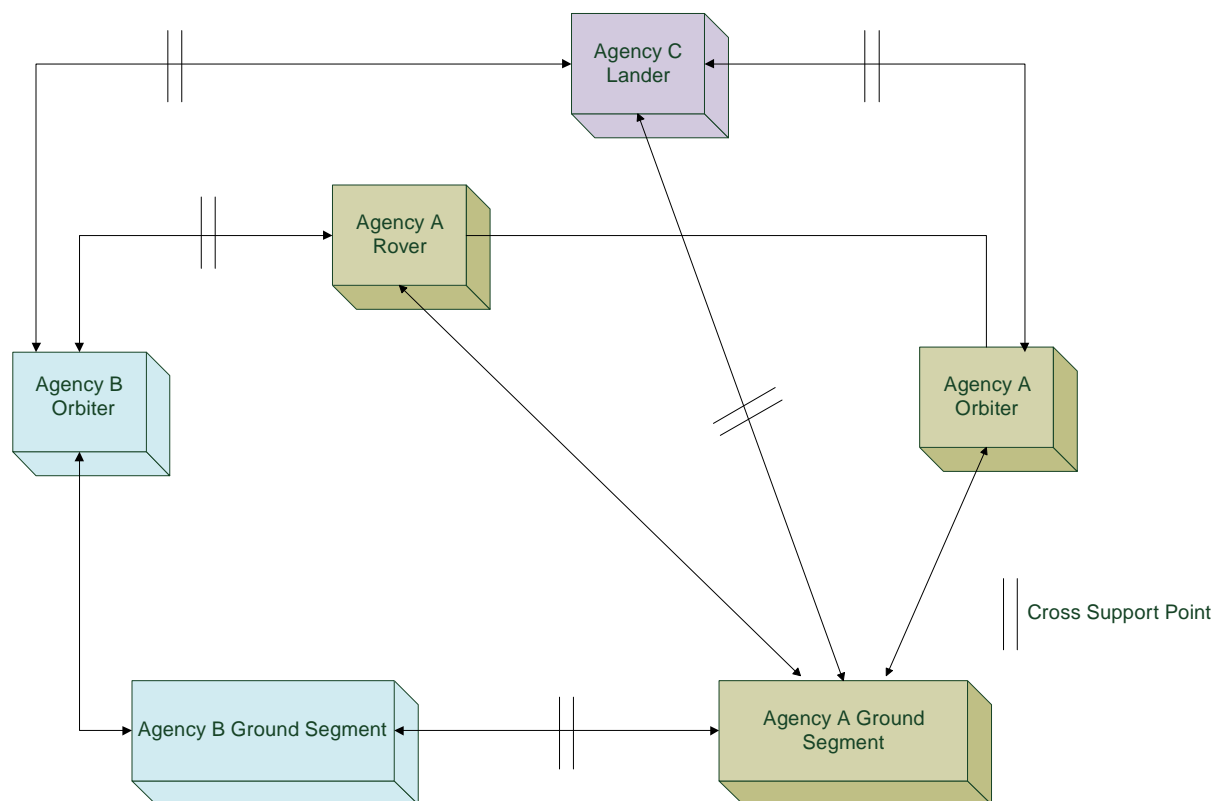 Agency C
Lander
Agency A
Rover
Agency B
Orbiter
Agency A
Orbiter
Cross Support Point
Agency B Ground Segment
Agency A Ground
Segment